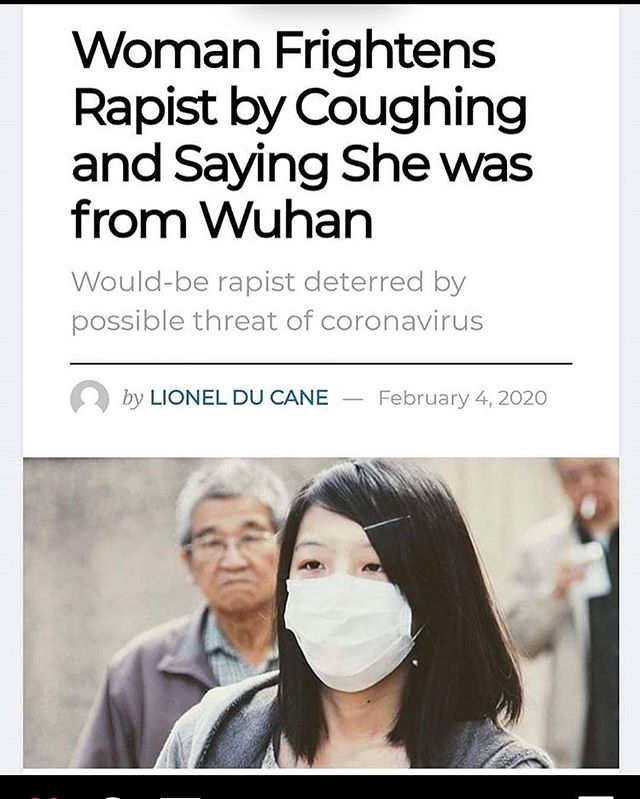 Woman Frightens
Rapist by Coughing
and Saying She was
from Wuhan
Would-be rapist deterred by
possible threat of coronavirus
by LIONEL DU CANE — February 4, 2020